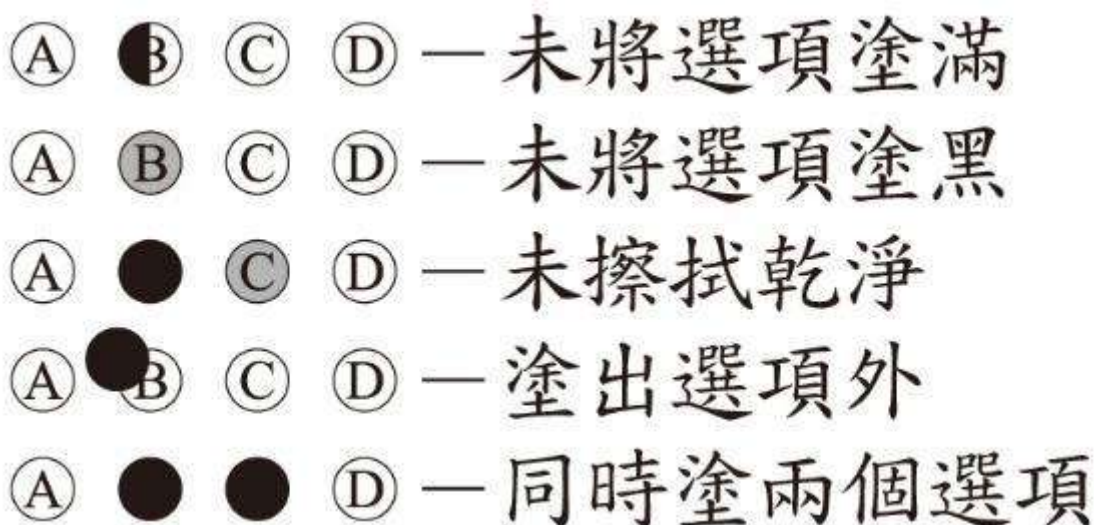 A B C D — 未將選項塗滿
A B C D — 未將選項塗黑
A C D — 未擦拭乾淨
A B C D — 塗出選項外
A D — 同時塗兩個選項